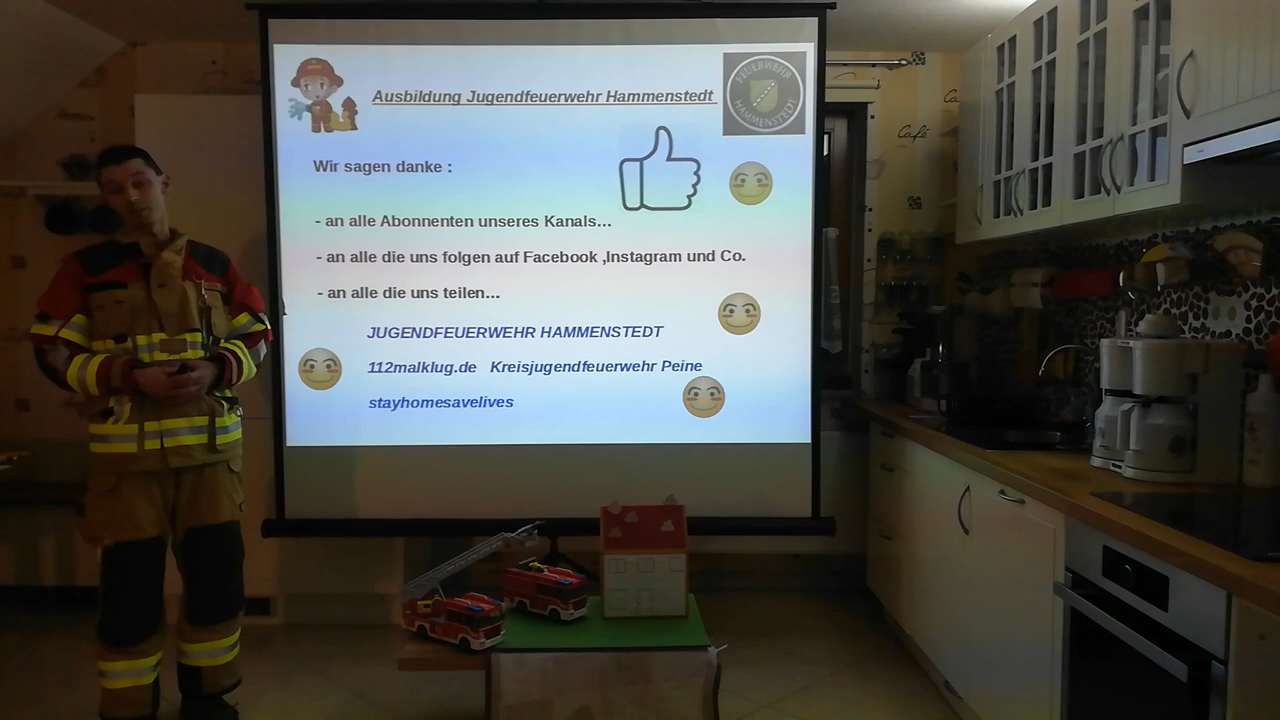 Ausbildung Jugendfeuerwehr Hammenstedt
FEUERWEHR
HAMMENSTEDT
Wir sagen danke :
- an alle Abonnenten unseres Kanals...
- an alle die uns folgen auf Facebook ,Instagram und Co.
- an alle die uns teilen...
JUGENDFEUERWEHR HAMMENSTEDT
112malklug.de Kreisjugendfeuerwehr Peine
stayhomesavelives
Café